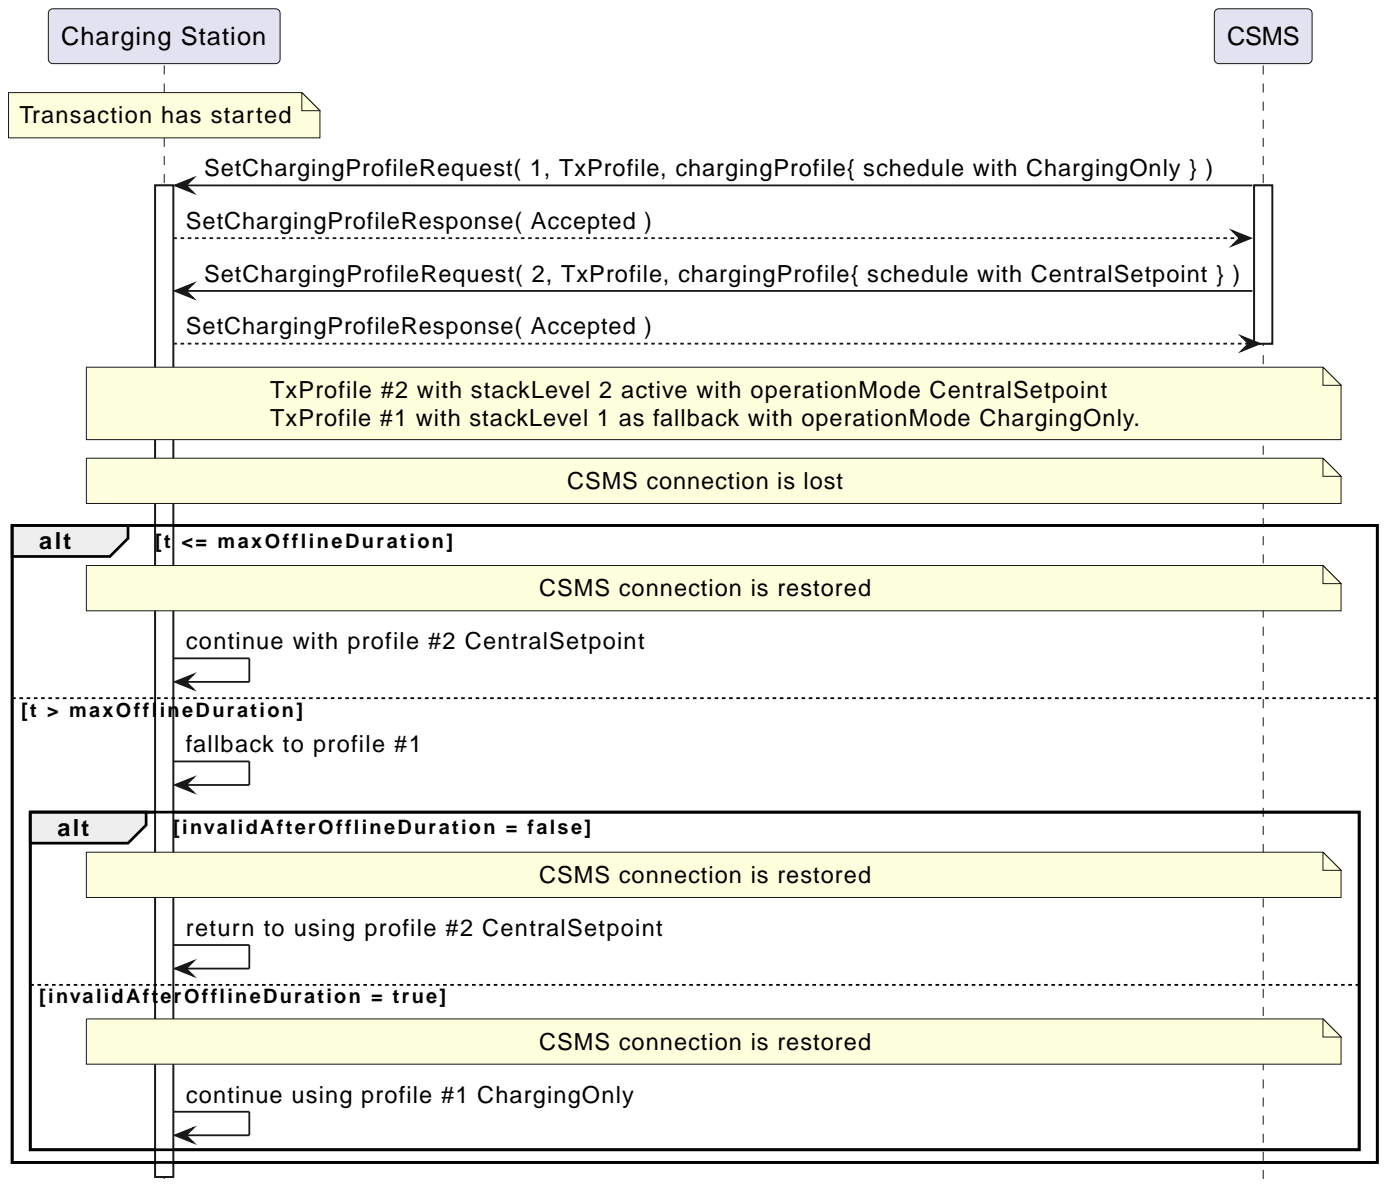 Charging Station
CSMS
Transaction has started
SetChargingProfileRequest( 1, TxProfile, chargingProfile{ schedule with ChargingOnly } )
SetChargingProfileResponse( Accepted )
SetChargingProfileRequest( 2, TxProfile, chargingProfile{ schedule with CentralSetpoint } )
SetChargingProfileResponse( Accepted )
TxProfile #2 with stackLevel 2 active with operationMode CentralSetpoint
TxProfile #1 with stackLevel 1 as fallback with operationMode ChargingOnly.
CSMS connection is lost
alt [t <= maxOfflineDuration]
CSMS connection is restored
continue with profile #2 CentralSetpoint
[t > maxOfflineDuration]
fallback to profile #1
alt [invalidAfterOfflineDuration = false]
CSMS connection is restored
return to using profile #2 CentralSetpoint
[invalidAfterOfflineDuration = true]
CSMS connection is restored
continue using profile #1 ChargingOnly